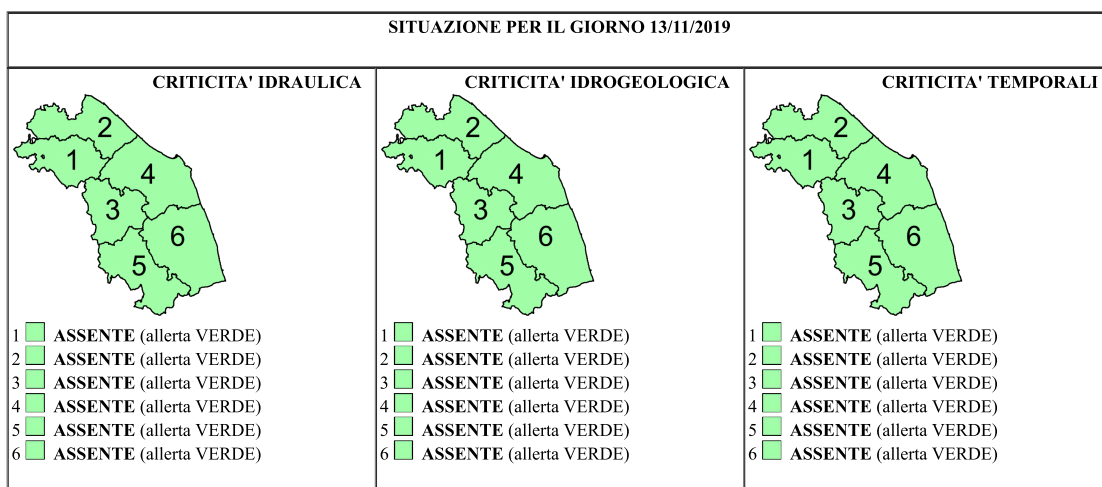 SITUAZIONE PER IL GIORNO 13/11/2019
CRITICITA' IDRAULICA
2
1
4
3
6
5
1 ASSENTE (allerta VERDE)
2 ASSENTE (allerta VERDE)
3 ASSENTE (allerta VERDE)
4 ASSENTE (allerta VERDE)
5 ASSENTE (allerta VERDE)
6 ASSENTE (allerta VERDE)
CRITICITA' IDROGEOLOGICA
2
1
4
3
6
5
1 ASSENTE (allerta VERDE)
2 ASSENTE (allerta VERDE)
3 ASSENTE (allerta VERDE)
4 ASSENTE (allerta VERDE)
5 ASSENTE (allerta VERDE)
6 ASSENTE (allerta VERDE)
CRITICITA' TEMPORALI
2
1
4
3
6
5
1 ASSENTE (allerta VERDE)
2 ASSENTE (allerta VERDE)
3 ASSENTE (allerta VERDE)
4 ASSENTE (allerta VERDE)
5 ASSENTE (allerta VERDE)
6 ASSENTE (allerta VERDE)